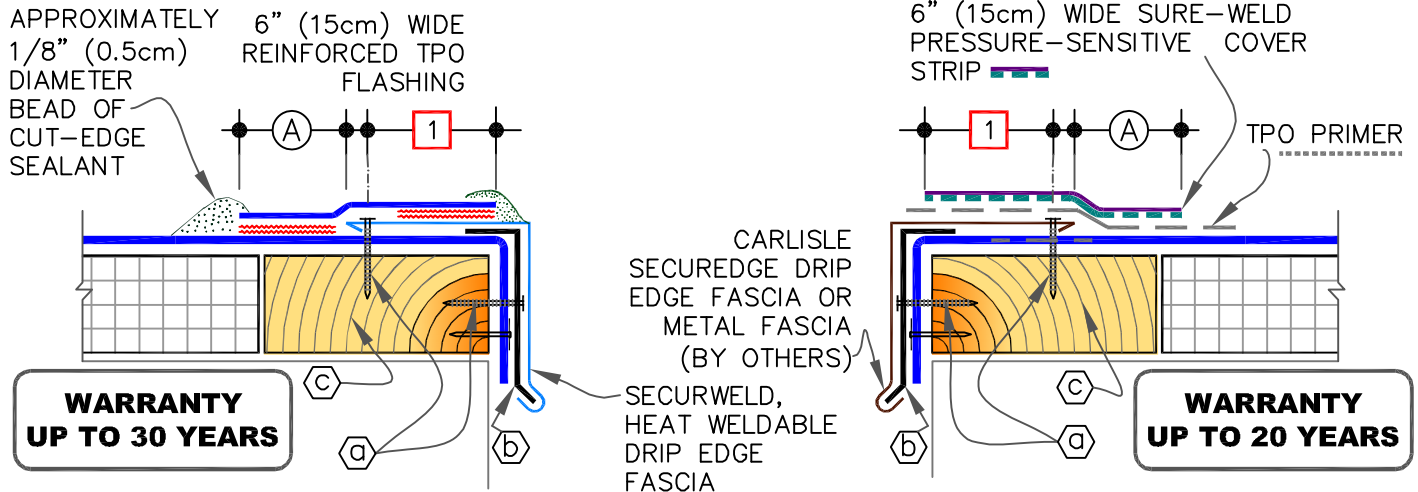 APPROXIMATELY
1/8" (0.5cm)
DIAMETER
BEAD OF
CUT-EDGE
SEALANT
6" (15cm) WIDE
REINFORCED TPO
FLASHING
A
1
6" (15cm) WIDE SURE-WELD
PRESSURE-SENSITIVE COVER
STRIP
1
A
TPO PRIMER
CARLISLE
SECUREDGE DRIP
EDGE FASCIA OR
METAL FASCIA
(BY OTHERS)
SECURWELD,
HEAT WELDABLE
DRIP EDGE
FASCIA
c
a
b
b
a
c
WARRANTY
UP TO 30 YEARS
WARRANTY
UP TO 20 YEARS